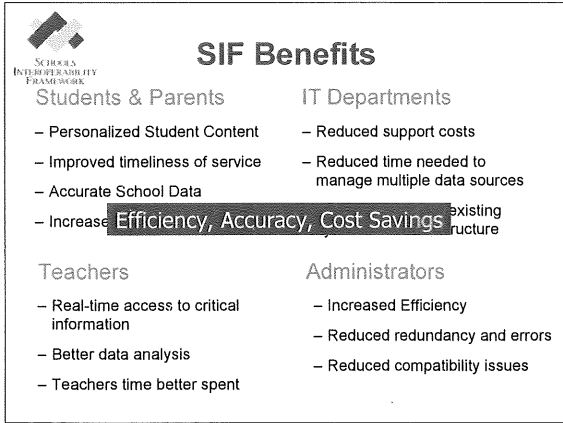 SCHOOLS
INTEROPERABILITY
FRAMEWORK
SIF Benefits
Students & Parents
– Personalized Student Content
– Improved timeliness of service
– Accurate School Data
– Increase
IT Departments
– Reduced support costs
– Reduced time needed to
manage multiple data sources
existing
Efficiency, Accuracy, Cost Savings
Teachers
– Real-time access to critical
information
– Better data analysis
– Teachers time better spent
Administrators
– Increased Efficiency
– Reduced redundancy and errors
– Reduced compatibility issues